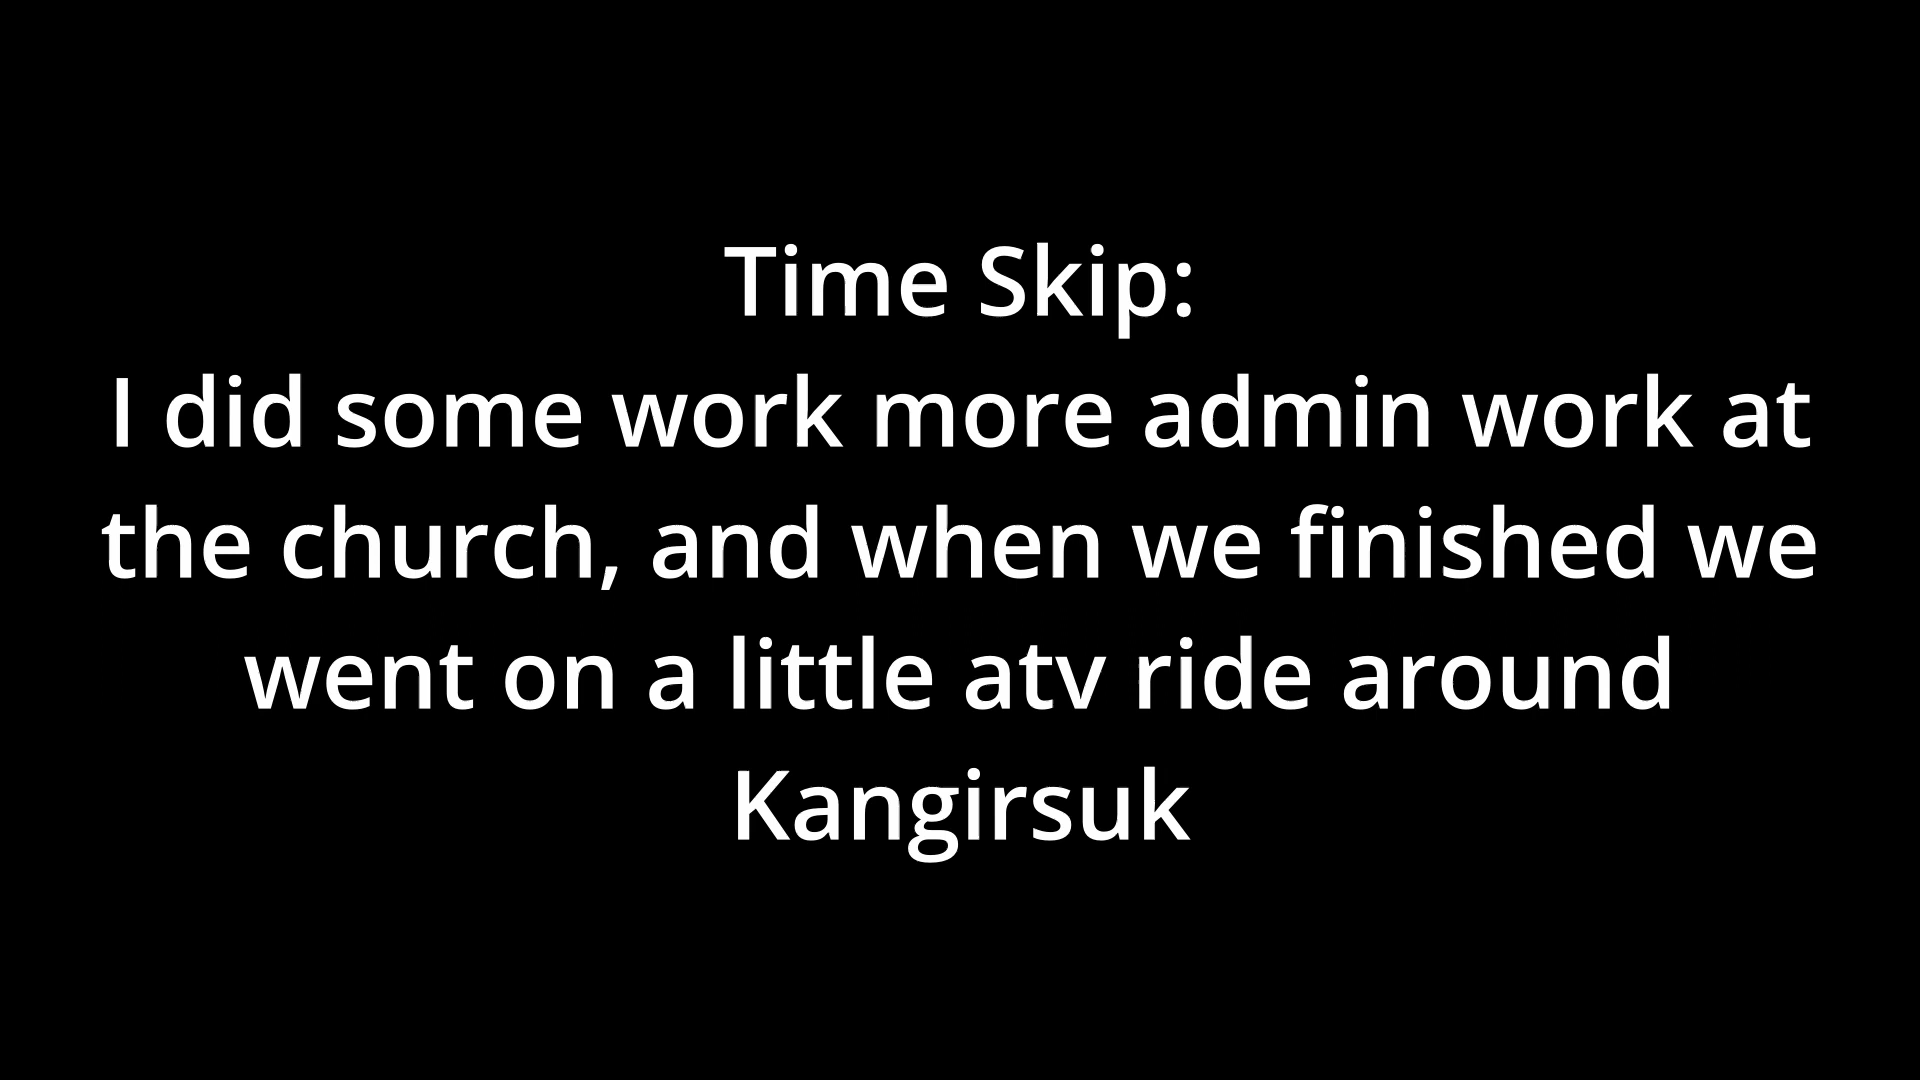 Time Skip:
I did some work more admin work at
the church, and when we finished we
went on a little atv ride around
Kangirsuk